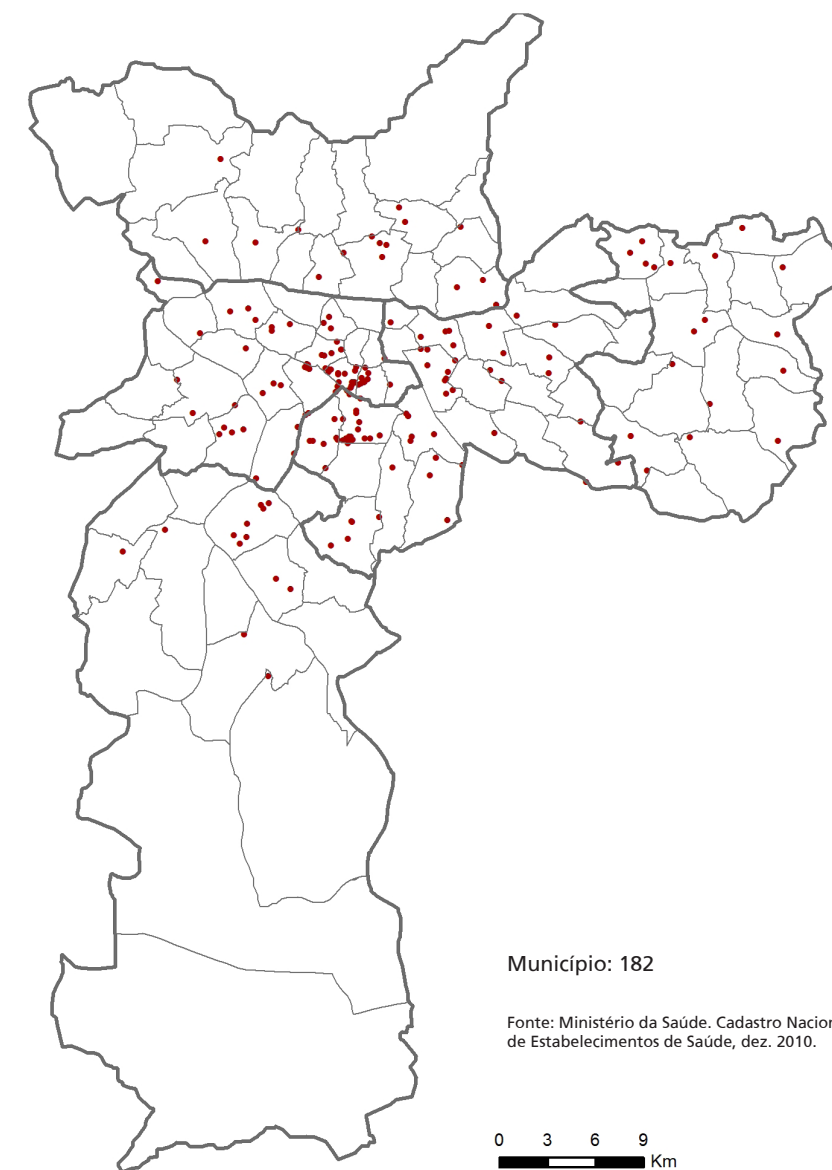 Município: 182
Fonte: Ministério da Saúde. Cadastro Nacion
de Estabelecimentos de Saúde, dez. 2010.
0 3 6 9
Km